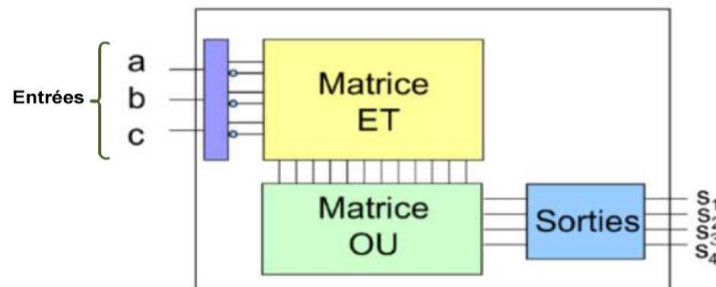 Entrées
a
b
c
Matrice
ET
Matrice
OU
Sorties
S1
S2
S3
S4